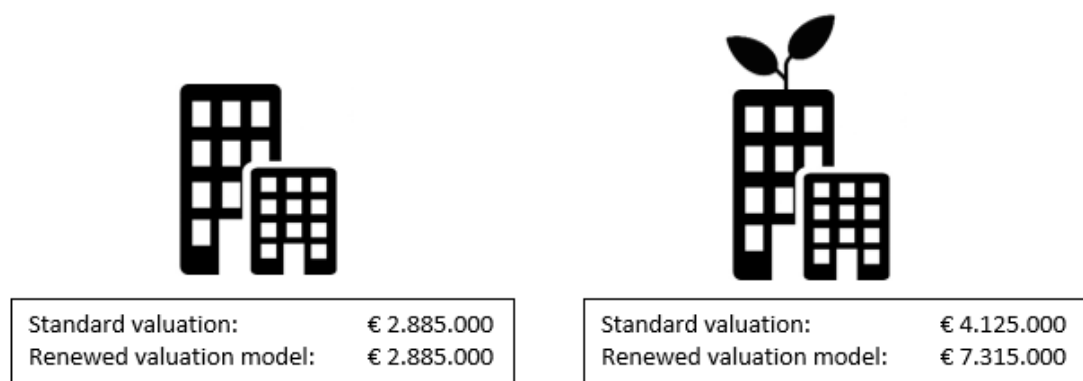 Standard valuation: € 2.885.000
Renewed valuation model: € 2.885.000
Standard valuation: € 4.125.000
Renewed valuation model: € 7.315.000